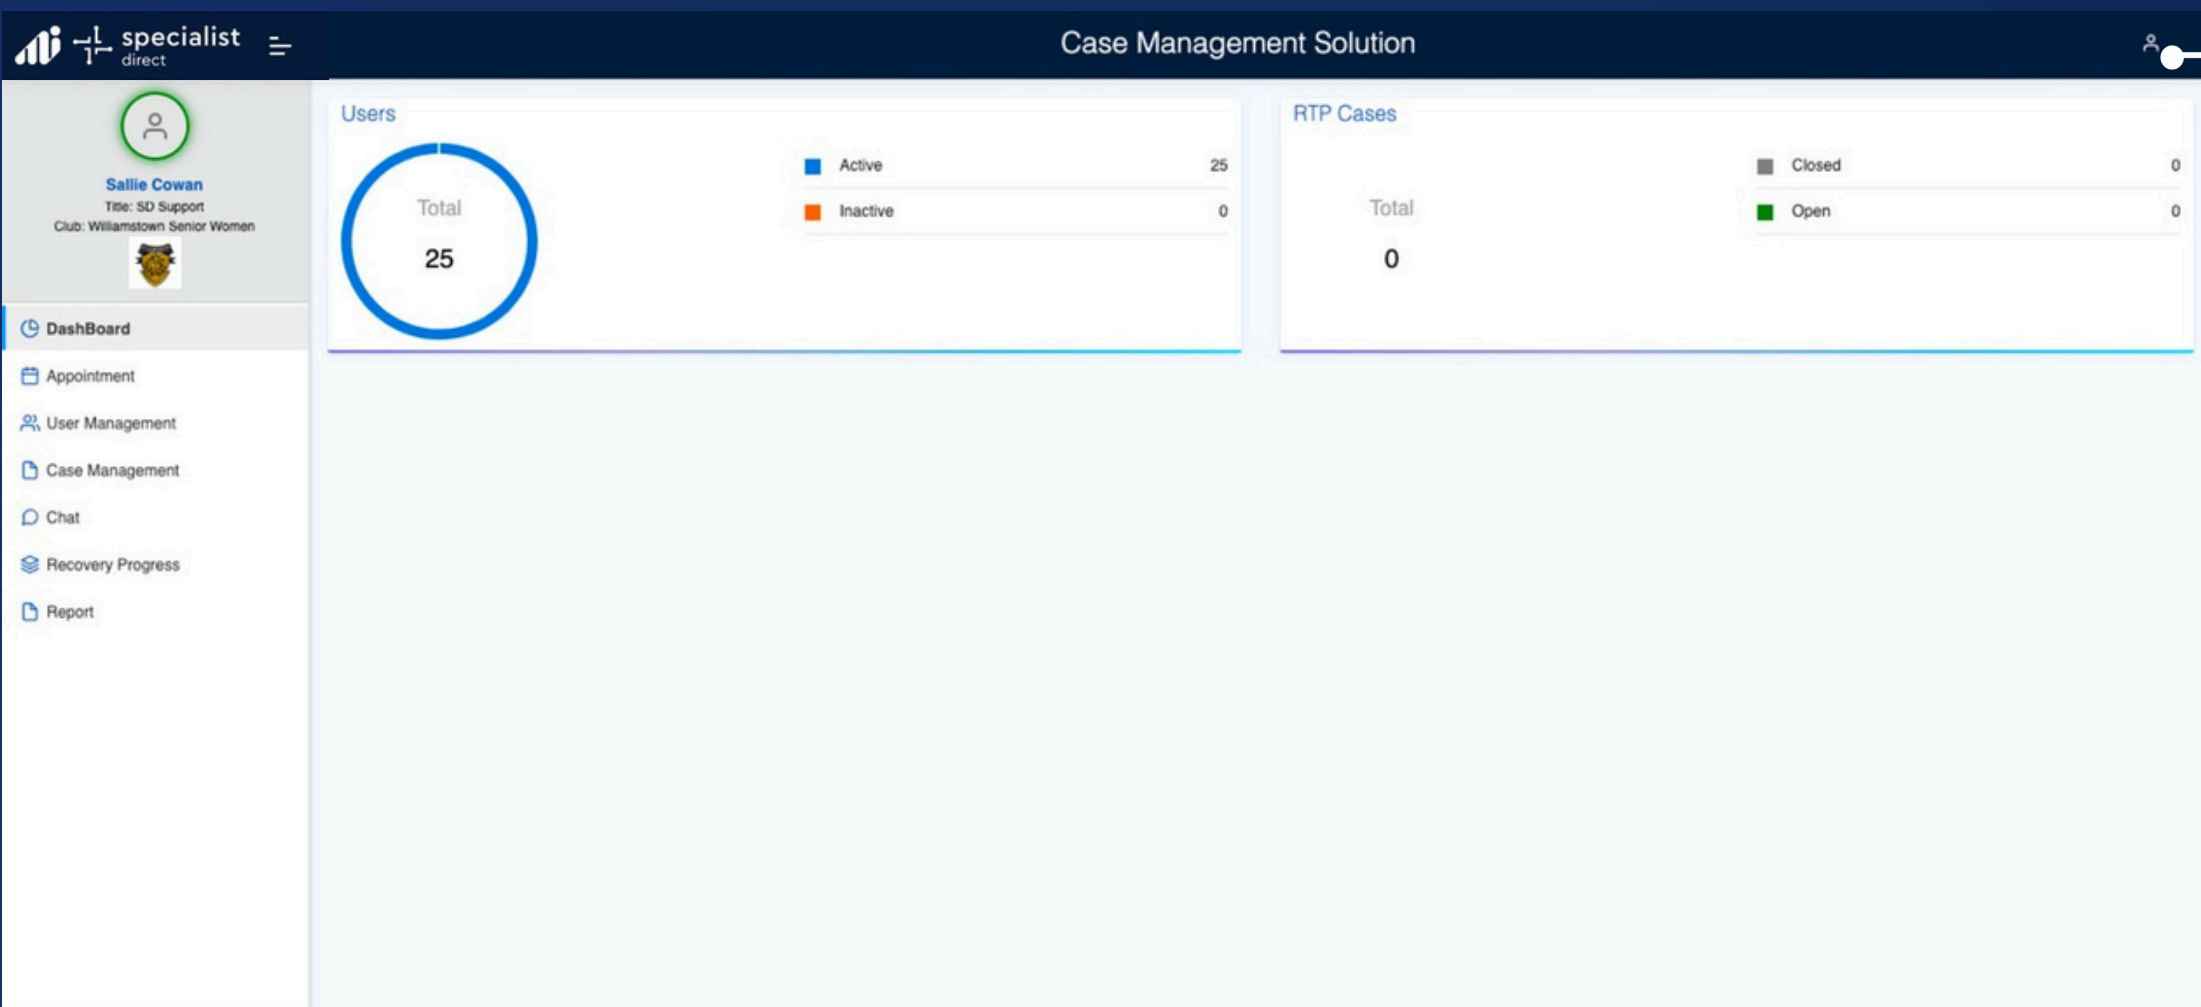 specialist
direct
Case Management Solution
Sallie Cowan
Title: SD Support
Club: Williamstown Senior Women
DashBoard
Appointment
User Management
Case Management
Chat
Recovery Progress
Report
Users
Total
25
Active 25
Inactive 0
RTP Cases
Total
0
Closed 0
Open 0